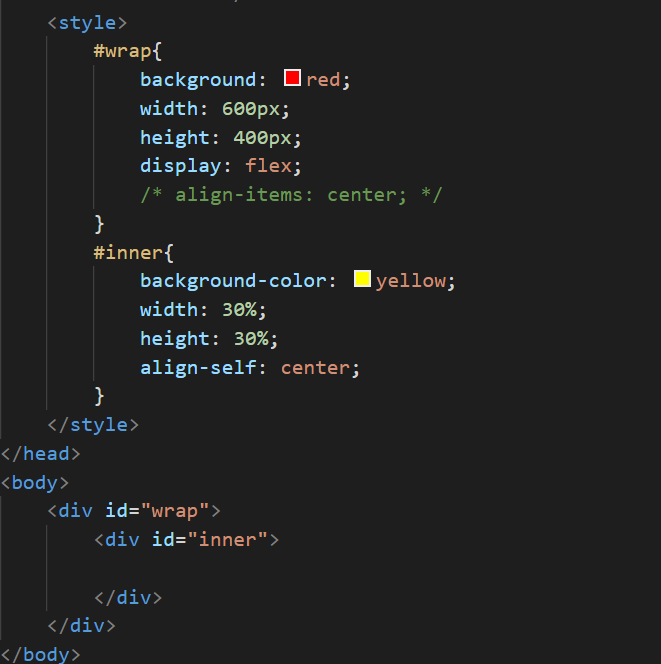 <style>
#wrap{
background: red;
width: 600px;
height: 400px;
display: flex;
/* align-items: center; */
}
#inner{
background-color: yellow;
width: 30%;
height: 30%;
align-self: center;
}
</style>
</head>
<body>
<div id="wrap">
<div id="inner">
</div>
</div>
</body>